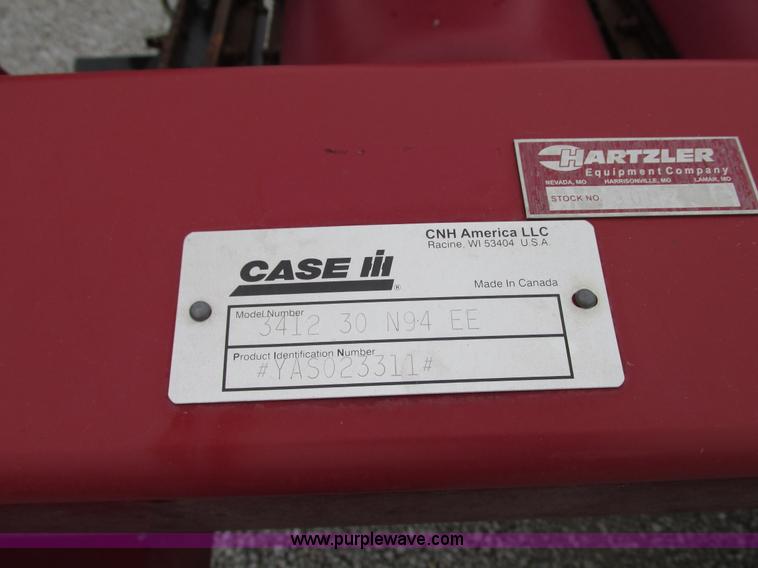 HARTZLER
Equipment Company
NEVADA, MO HARRISONVILLE, MO LAMAR, MO
STOCK NO.
CNH America LLC
Racine, WI 53404 U.S.A.
CASE IH
®
Made In Canada
Model Number
3412 30 N94 EE
Product Identification Number
#YAS023311#
www.purplewave.com